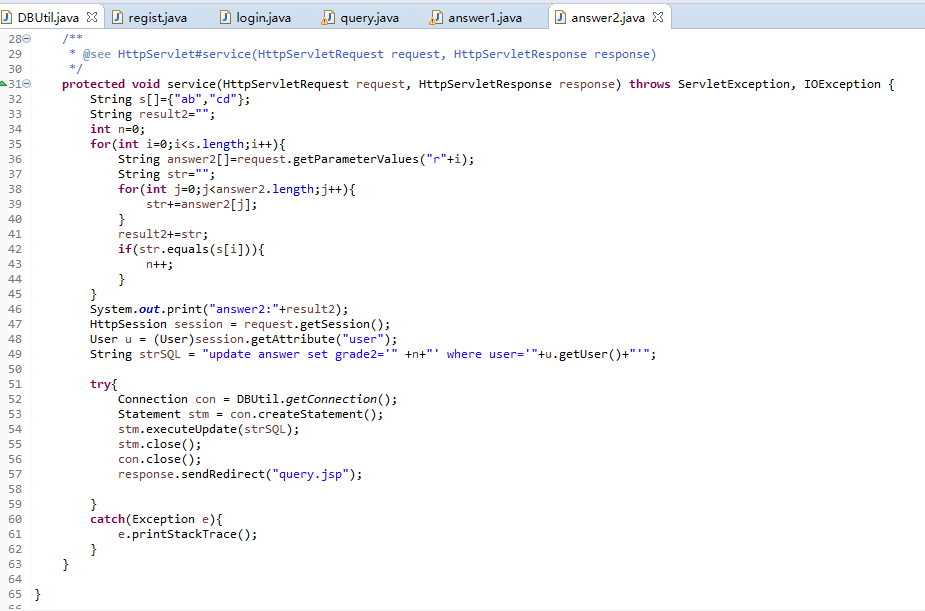 DBUtil.java regist.java login.java query.java answer1.java answer2.java
28 /**
29 * @see HttpServlet#service(HttpServletRequest request, HttpServletResponse response)
30 */
31 protected void service(HttpServletRequest request, HttpServletResponse response) throws ServletException, IOException {
32 String s[]={"ab","cd"};
33 String result2="";
34 int n=0;
35 for(int i=0;i<s.length;i++){
36 String answer2[]=request.getParameterValues("r"+i);
37 String str="";
38 for(int j=0;j<answer2.length;j++){
39 str+=answer2[j];
40 }
41 result2+=str;
42 if(str.equals(s[i])){
43 n++;
44 }
45 }
46 System.out.print("answer2:"+result2);
47 HttpSession session = request.getSession();
48 User u = (User)session.getAttribute("user");
49 String strSQL = "update answer set grade2='" +n+"' where user='"+u.getUser()+"'";
50
51 try{
52 Connection con = DBUtil.getConnection();
53 Statement stm = con.createStatement();
54 stm.executeUpdate(strSQL);
55 stm.close();
56 con.close();
57 response.sendRedirect("query.jsp");
58
59 }
60 catch(Exception e){
61 e.printStackTrace();
62 }
63 }
64
65 }
66